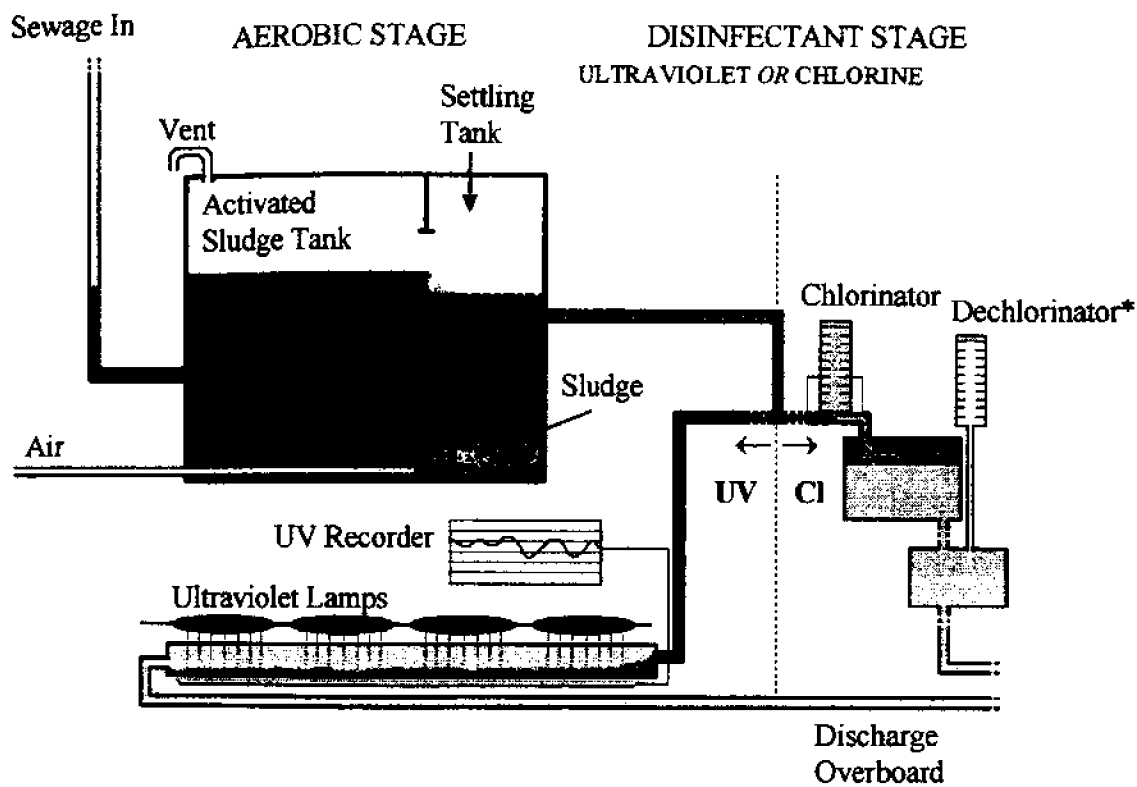 Sewage In
AEROBIC STAGE
DISINFECTANT STAGE
ULTRAVIOLET OR CHLORINE
Settling
Tank
Vent
Activated
Sludge Tank
Chlorinator
Dechlorinator*
Sludge
Air
UV
Cl
UV Recorder
Ultraviolet Lamps
Discharge
Overboard